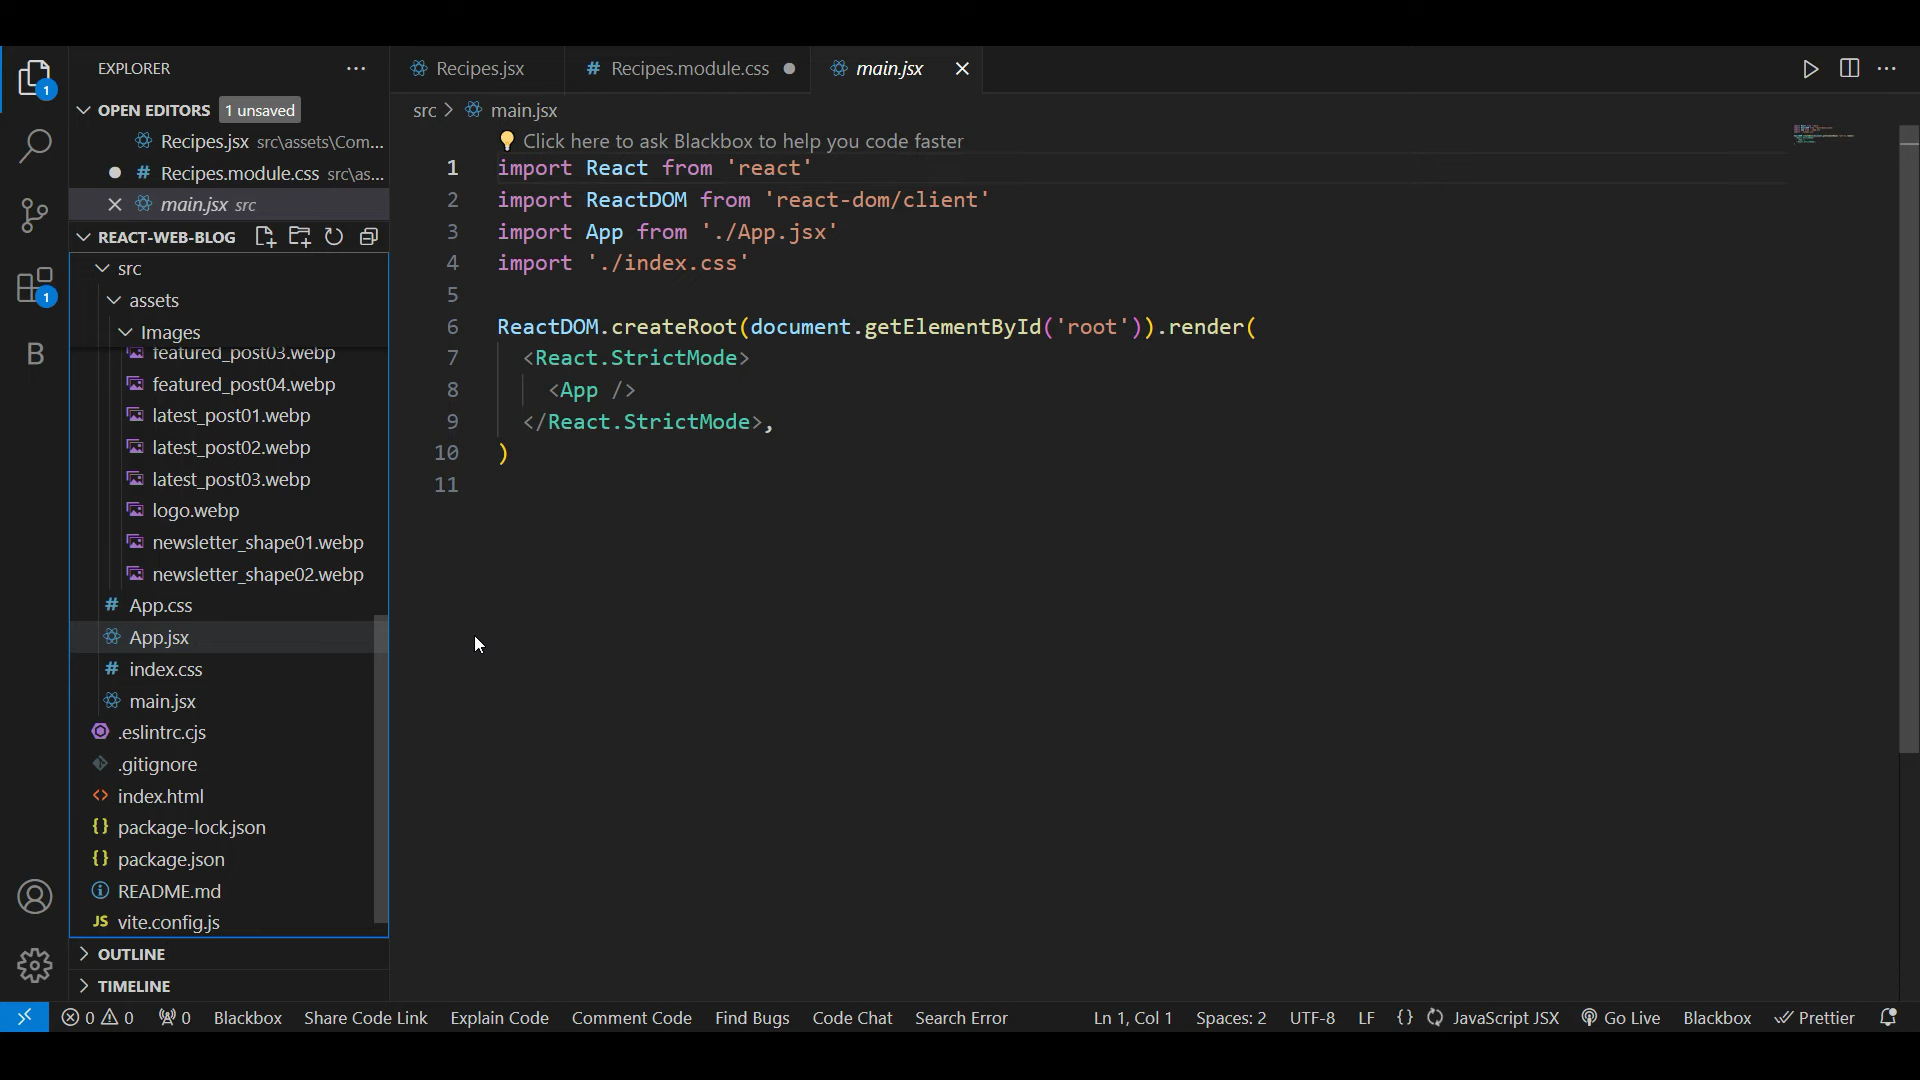 EXPLORER
OPEN EDITORS 1 unsaved
Recipes.jsx src\assets\Com...
# Recipes.module.css src\as...
main.jsx src
REACT-WEB-BLOG
src
assets
Images
featured_post03.webp
featured_post04.webp
latest_post01.webp
latest_post02.webp
latest_post03.webp
logo.webp
newsletter_shape01.webp
newsletter_shape02.webp
# App.css
App.jsx
# index.css
main.jsx
.eslintrc.cjs
.gitignore
<> index.html
{} package-lock.json
{} package.json
README.md
JS vite.config.js
OUTLINE
TIMELINE
1
1
B
Recipes.jsx # Recipes.module.css main.jsx
src > main.jsx
Click here to ask Blackbox to help you code faster
1 import React from 'react'
2 import ReactDOM from 'react-dom/client'
3 import App from './App.jsx'
4 import './index.css'
5
6 ReactDOM.createRoot(document.getElementById('root')).render(
7 <React.StrictMode>
8 <App />
9 </React.StrictMode>,
10 )
11
0 0 0 Blackbox Share Code Link Explain Code Comment Code Find Bugs Code Chat Search Error Ln 1, Col 1 Spaces: 2 UTF-8 LF {} JavaScript JSX Go Live Blackbox Prettier